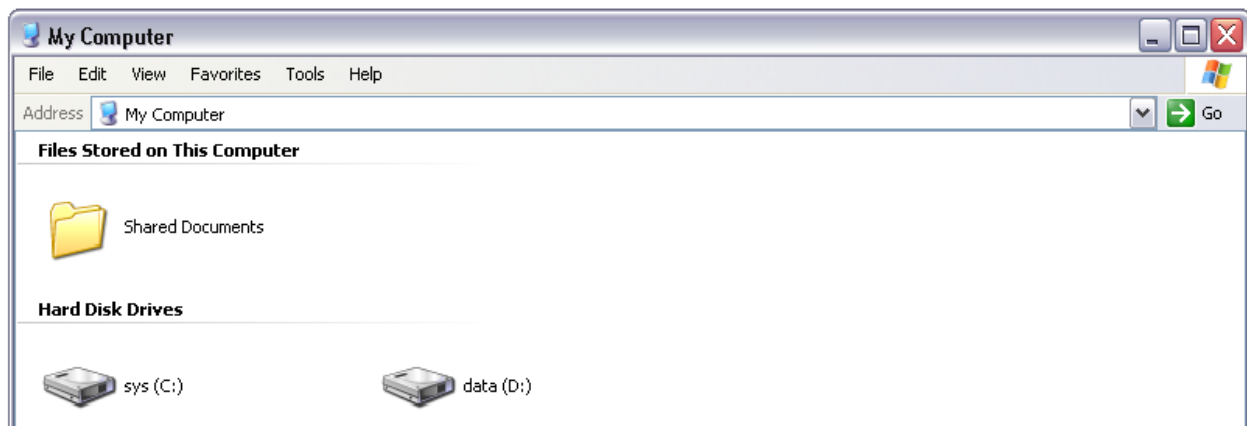 My Computer
File Edit View Favorites Tools Help
Address My Computer Go
Files Stored on This Computer
Shared Documents
Hard Disk Drives
sys (C:) data (D:)